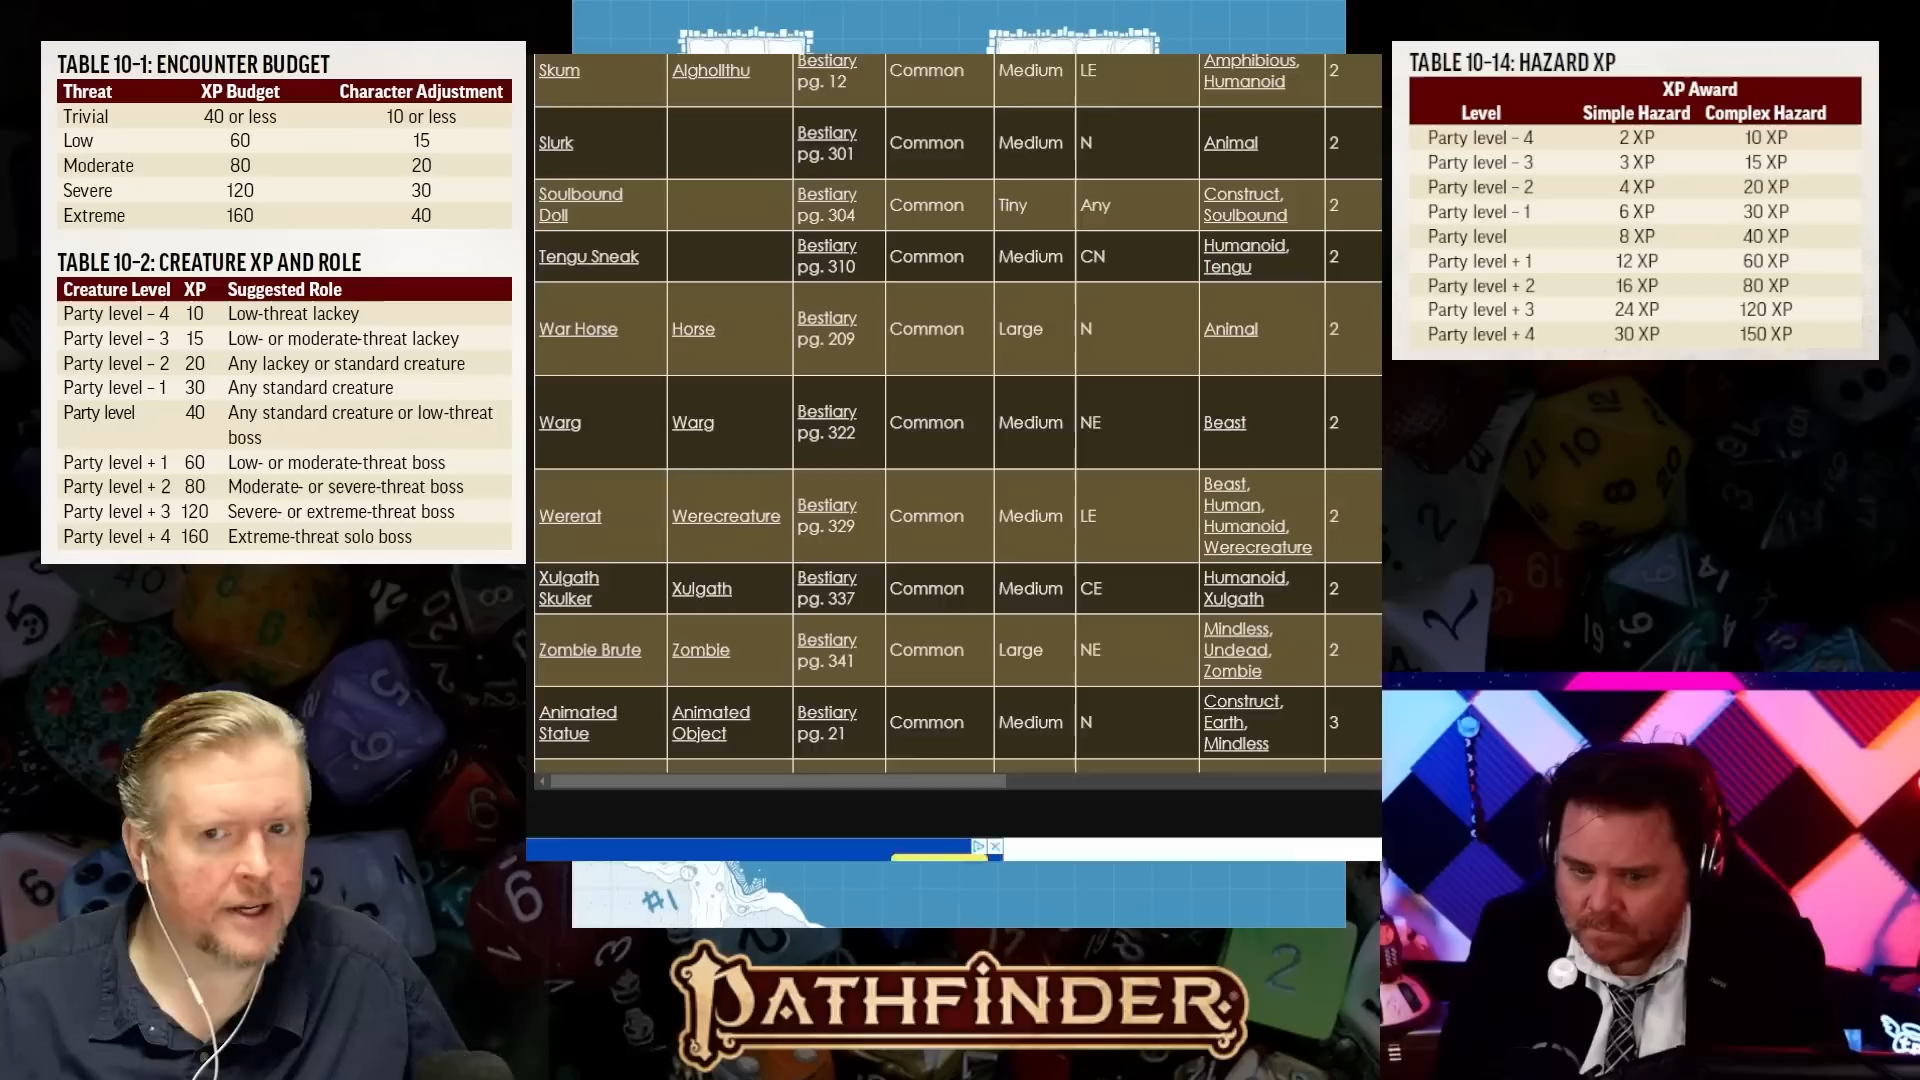 TABLE 10-1: ENCOUNTER BUDGET
Threat XP Budget Character Adjustment
Trivial 40 or less 10 or less
Low 60 15
Moderate 80 20
Severe 120 30
Extreme 160 40
TABLE 10-2: CREATURE XP AND ROLE
Creature Level XP Suggested Role
Party level – 4 10 Low-threat lackey
Party level – 3 15 Low- or moderate-threat lackey
Party level – 2 20 Any lackey or standard creature
Party level – 1 30 Any standard creature
Party level 40 Any standard creature or low-threat
boss
Party level + 1 60 Low- or moderate-threat boss
Party level + 2 80 Moderate- or severe-threat boss
Party level + 3 120 Severe- or extreme-threat boss
Party level + 4 160 Extreme-threat solo boss
Skum Alghollthu Bestiary pg. 12 Common Medium LE Amphibious, Humanoid 2
Slurk Bestiary pg. 301 Common Medium N Animal 2
Soulbound Doll Bestiary pg. 304 Common Tiny Any Construct, Soulbound 2
Tengu Sneak Bestiary pg. 310 Common Medium CN Humanoid, Tengu 2
War Horse Horse Bestiary pg. 209 Common Large N Animal 2
Warg Warg Bestiary pg. 322 Common Medium NE Beast 2
Wererat Werecreature Bestiary pg. 329 Common Medium LE Beast, Human, Humanoid, Werecreature 2
Xulgath Skulker Xulgath Bestiary pg. 337 Common Medium CE Humanoid, Xulgath 2
Zombie Brute Zombie Bestiary pg. 341 Common Large NE Mindless, Undead, Zombie 2
Animated Statue Animated Object Bestiary pg. 21 Common Medium N Construct, Earth, Mindless 3
#1
PATHFINDER
TABLE 10-14: HAZARD XP
XP Award
Level Simple Hazard Complex Hazard
Party level – 4 2 XP 10 XP
Party level – 3 3 XP 15 XP
Party level – 2 4 XP 20 XP
Party level – 1 6 XP 30 XP
Party level 8 XP 40 XP
Party level + 1 12 XP 60 XP
Party level + 2 16 XP 80 XP
Party level + 3 24 XP 120 XP
Party level + 4 30 XP 150 XP